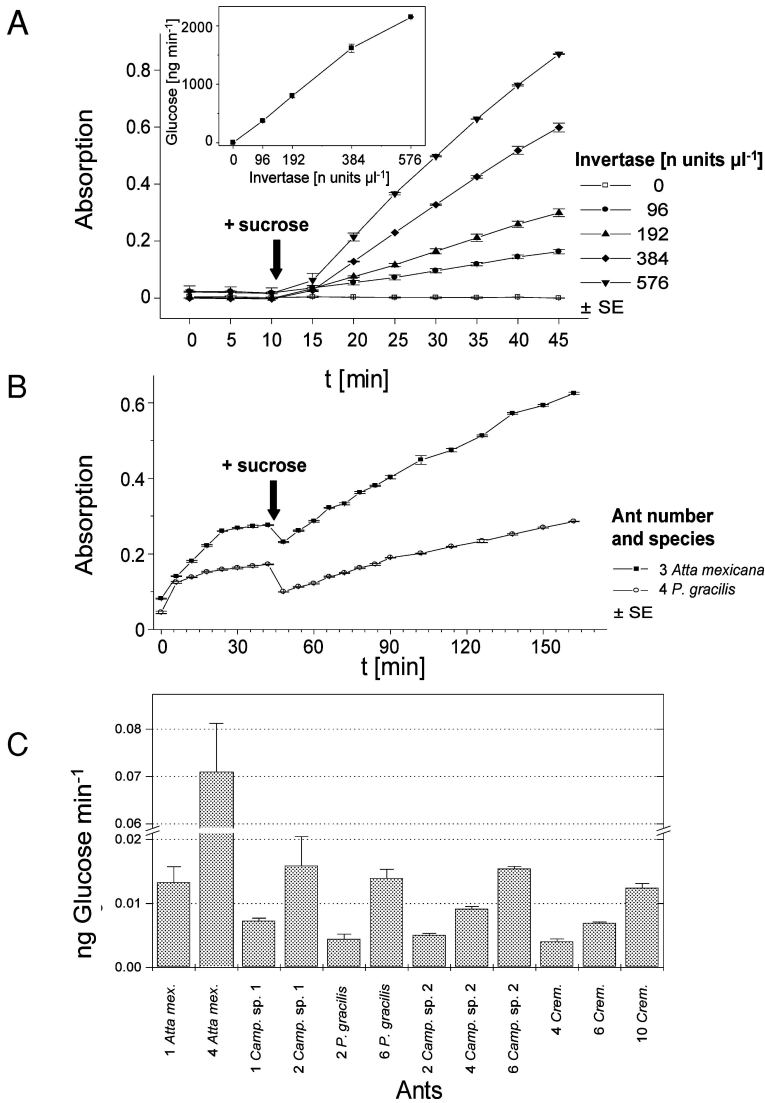 A
Glucose [ng min-1]
2000
1000
0
0 96 192 384 576
Invertase [n units µl-1]
Absorption
0.8
0.6
0.4
0.2
0
+ sucrose
0 5 10 15 20 25 30 35 40 45
t [min]
Invertase [n units µl-1]
0
96
192
384
576
± SE
B
Absorption
0.6
0.4
0.2
0
+ sucrose
0 30 60 90 120 150
t [min]
Ant number
and species
3 Atta mexicana
4 P. gracilis
± SE
C
ng Glucose min-1
0.08
0.07
0.06
0.02
0.01
0.00
1 Atta mex.
4 Atta mex.
1 Camp. sp. 1
2 Camp. sp. 1
2 P. gracilis
6 P. gracilis
2 Camp. sp. 2
4 Camp. sp. 2
6 Camp. sp. 2
4 Crem.
6 Crem.
10 Crem.
Ants